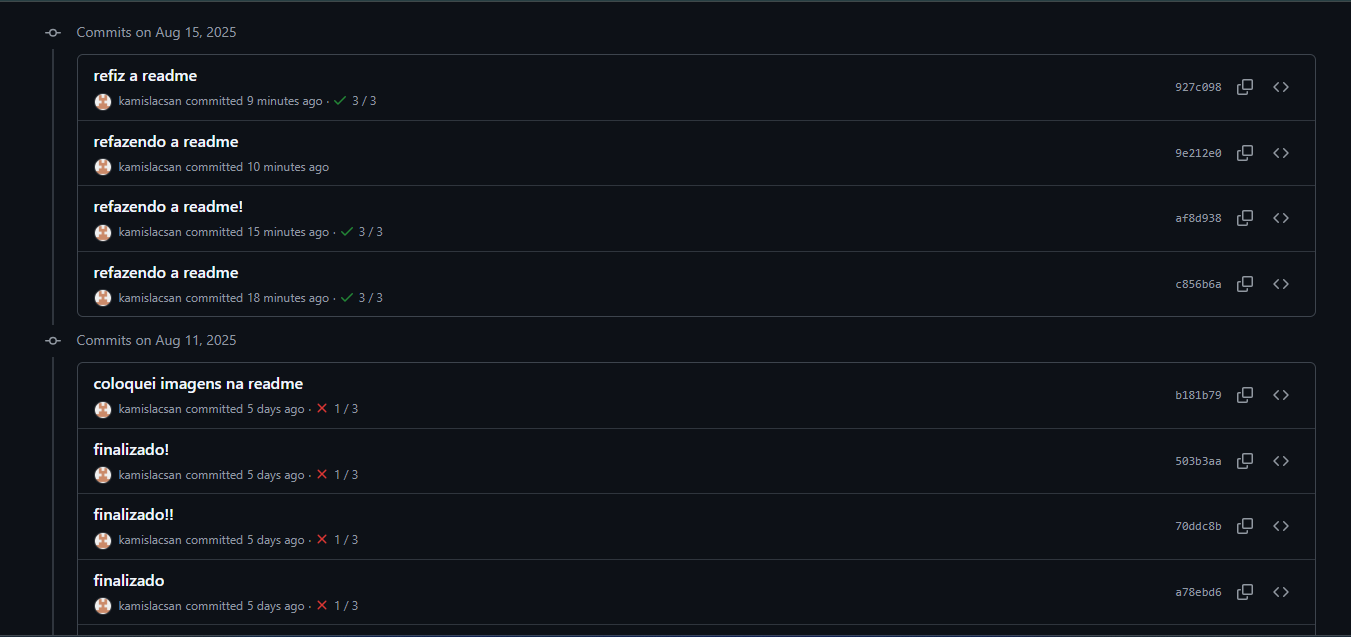 Commits on Aug 15, 2025
refiz a readme
927c098
kamislacsan committed 9 minutes ago · 3 / 3
refazendo a readme
9e212e0
kamislacsan committed 10 minutes ago
refazendo a readme!
af8d938
kamislacsan committed 15 minutes ago · 3 / 3
refazendo a readme
c856b6a
kamislacsan committed 18 minutes ago · 3 / 3
Commits on Aug 11, 2025
coloquei imagens na readme
b181b79
kamislacsan committed 5 days ago · 1 / 3
finalizado!
503b3aa
kamislacsan committed 5 days ago · 1 / 3
finalizado!!
70ddc8b
kamislacsan committed 5 days ago · 1 / 3
finalizado
a78ebd6
kamislacsan committed 5 days ago · 1 / 3